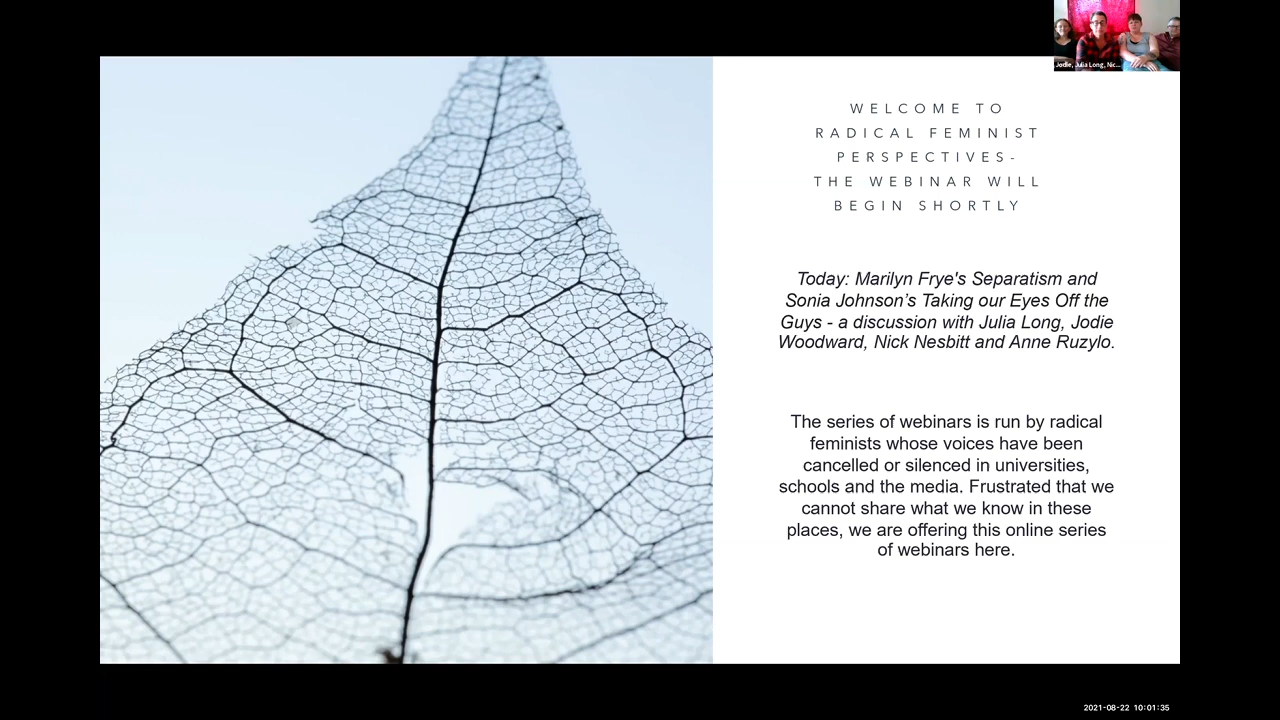 Jodie, Julia Long, Nic...
WELCOME TO
RADICAL FEMINIST
PERSPECTIVES-
THE WEBINAR WILL
BEGIN SHORTLY
Today: Marilyn Frye's Separatism and
Sonia Johnson’s Taking our Eyes Off the
Guys - a discussion with Julia Long, Jodie
Woodward, Nick Nesbitt and Anne Ruzylo.
The series of webinars is run by radical
feminists whose voices have been
cancelled or silenced in universities,
schools and the media. Frustrated that we
cannot share what we know in these
places, we are offering this online series
of webinars here.
2021-08-22 10:01:35